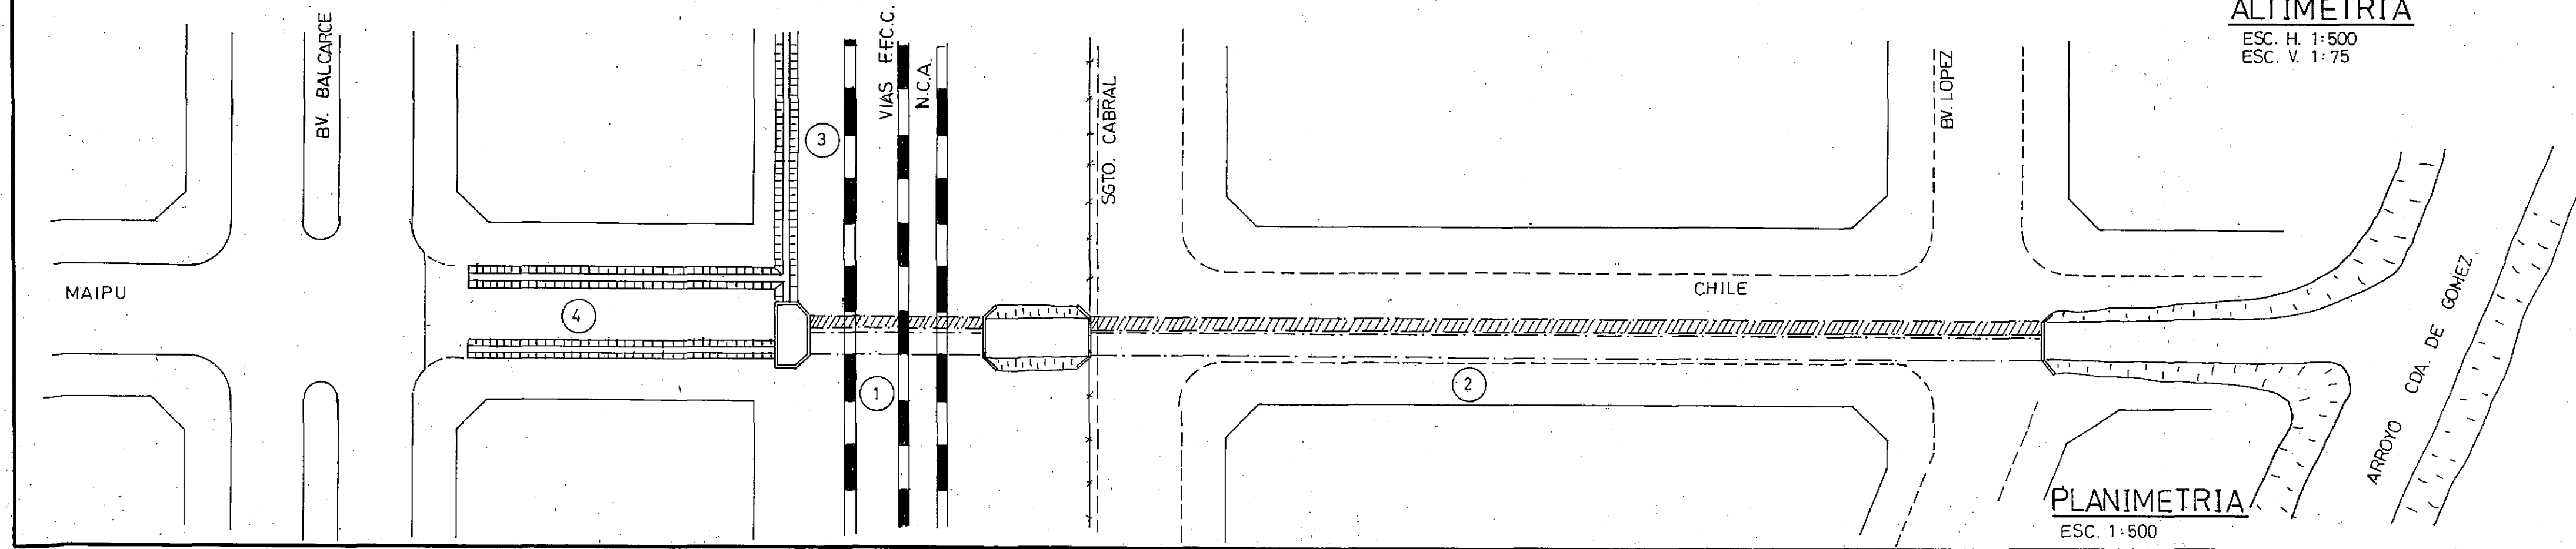 ALTIMETRIA
ESC. H. 1:500
ESC. V. 1:75
BV. BALCARCE
3
VIAS F.F.C.C.
N.C.A.
SGTO. CABRAL
BV. LOPEZ
MAIPU
4
CHILE
1
2
ARROYO CDA. DE GOMEZ
PLANIMETRIA
ESC. 1:500